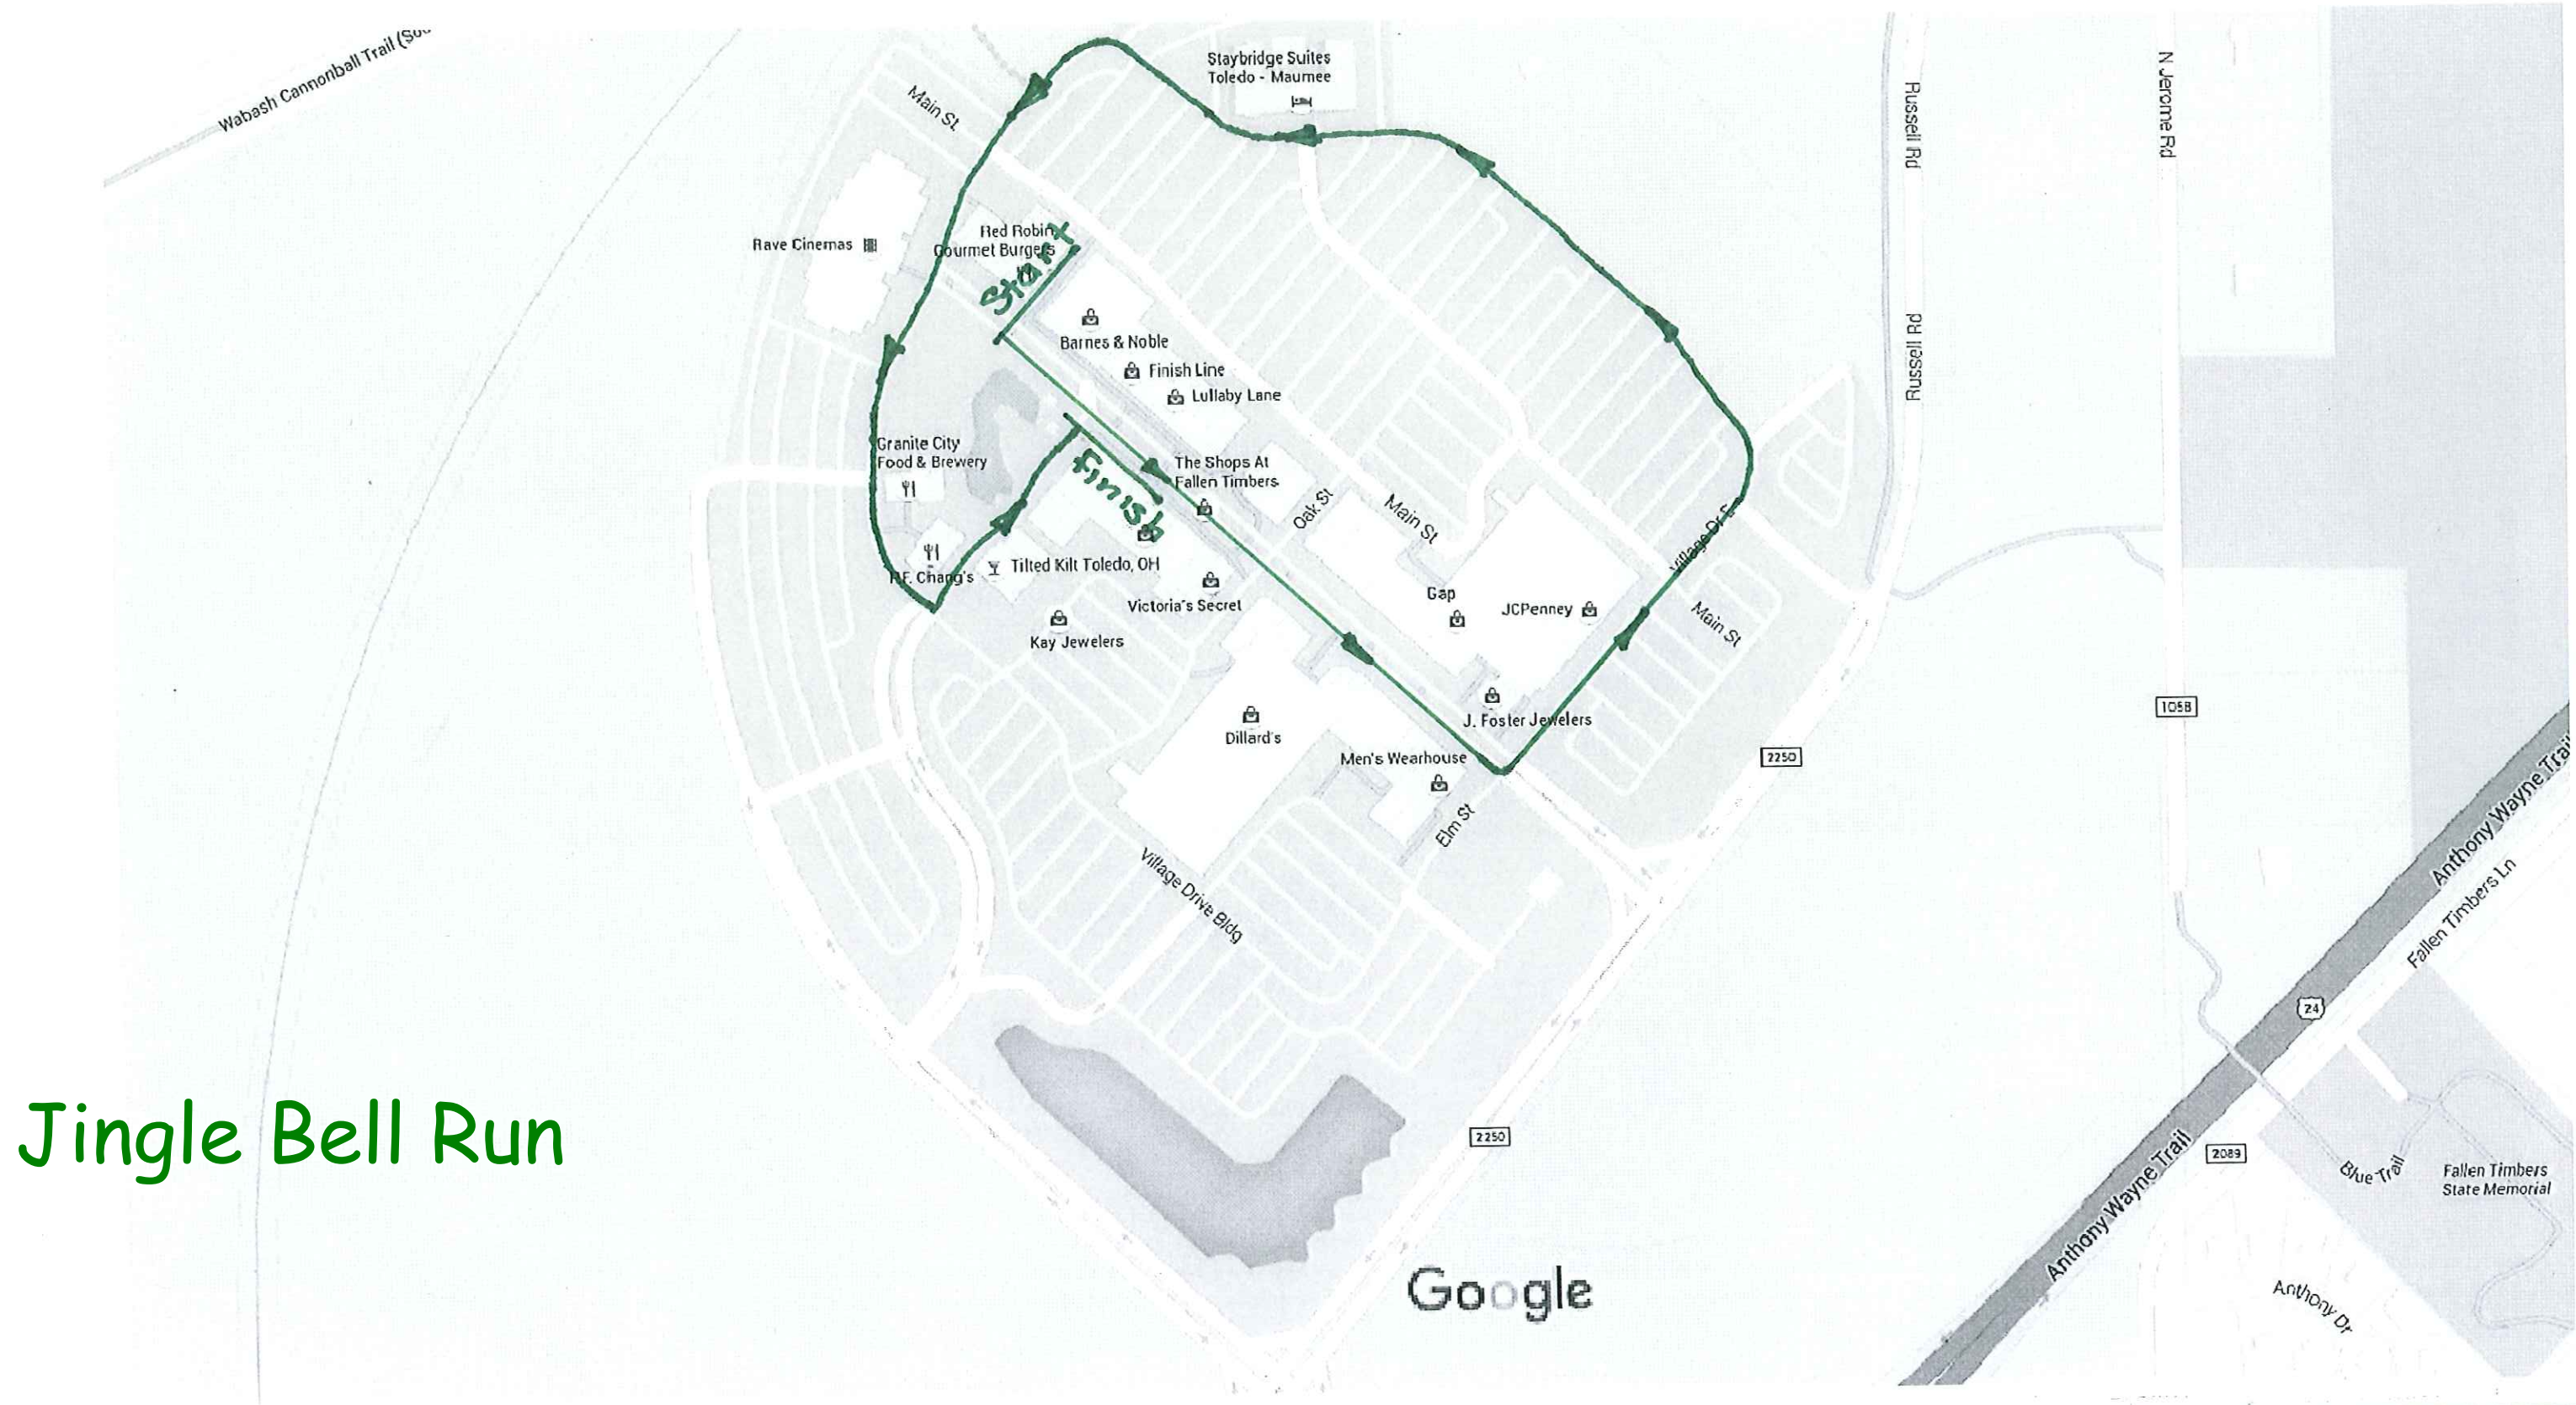 Wabash Cannonball Trail (Sou
Main St
Staybridge Suites
Toledo - Maumee
Russell Rd
N Jerome Rd
Rave Cinemas
Red Robin
Gourmet Burgers
Start
Barnes & Noble
Finish Line
Lullaby Lane
Russell Rd
Granite City
Food & Brewery
Finish
The Shops At
Fallen Timbers
Oak St
Main St
Village Dr
P.F. Chang's
Tilted Kilt Toledo, OH
Victoria's Secret
Kay Jewelers
Gap
JCPenney
Main St
J. Foster Jewelers
Dillard's
Men's Wearhouse
Elm St
2250
105B
Village Drive Bldg
Anthony Wayne Trail
Fallen Timbers Ln
24
Jingle Bell Run
2250
2089
Anthony Wayne Trail
Blue Trail
Fallen Timbers
State Memorial
Anthony Dr
Google